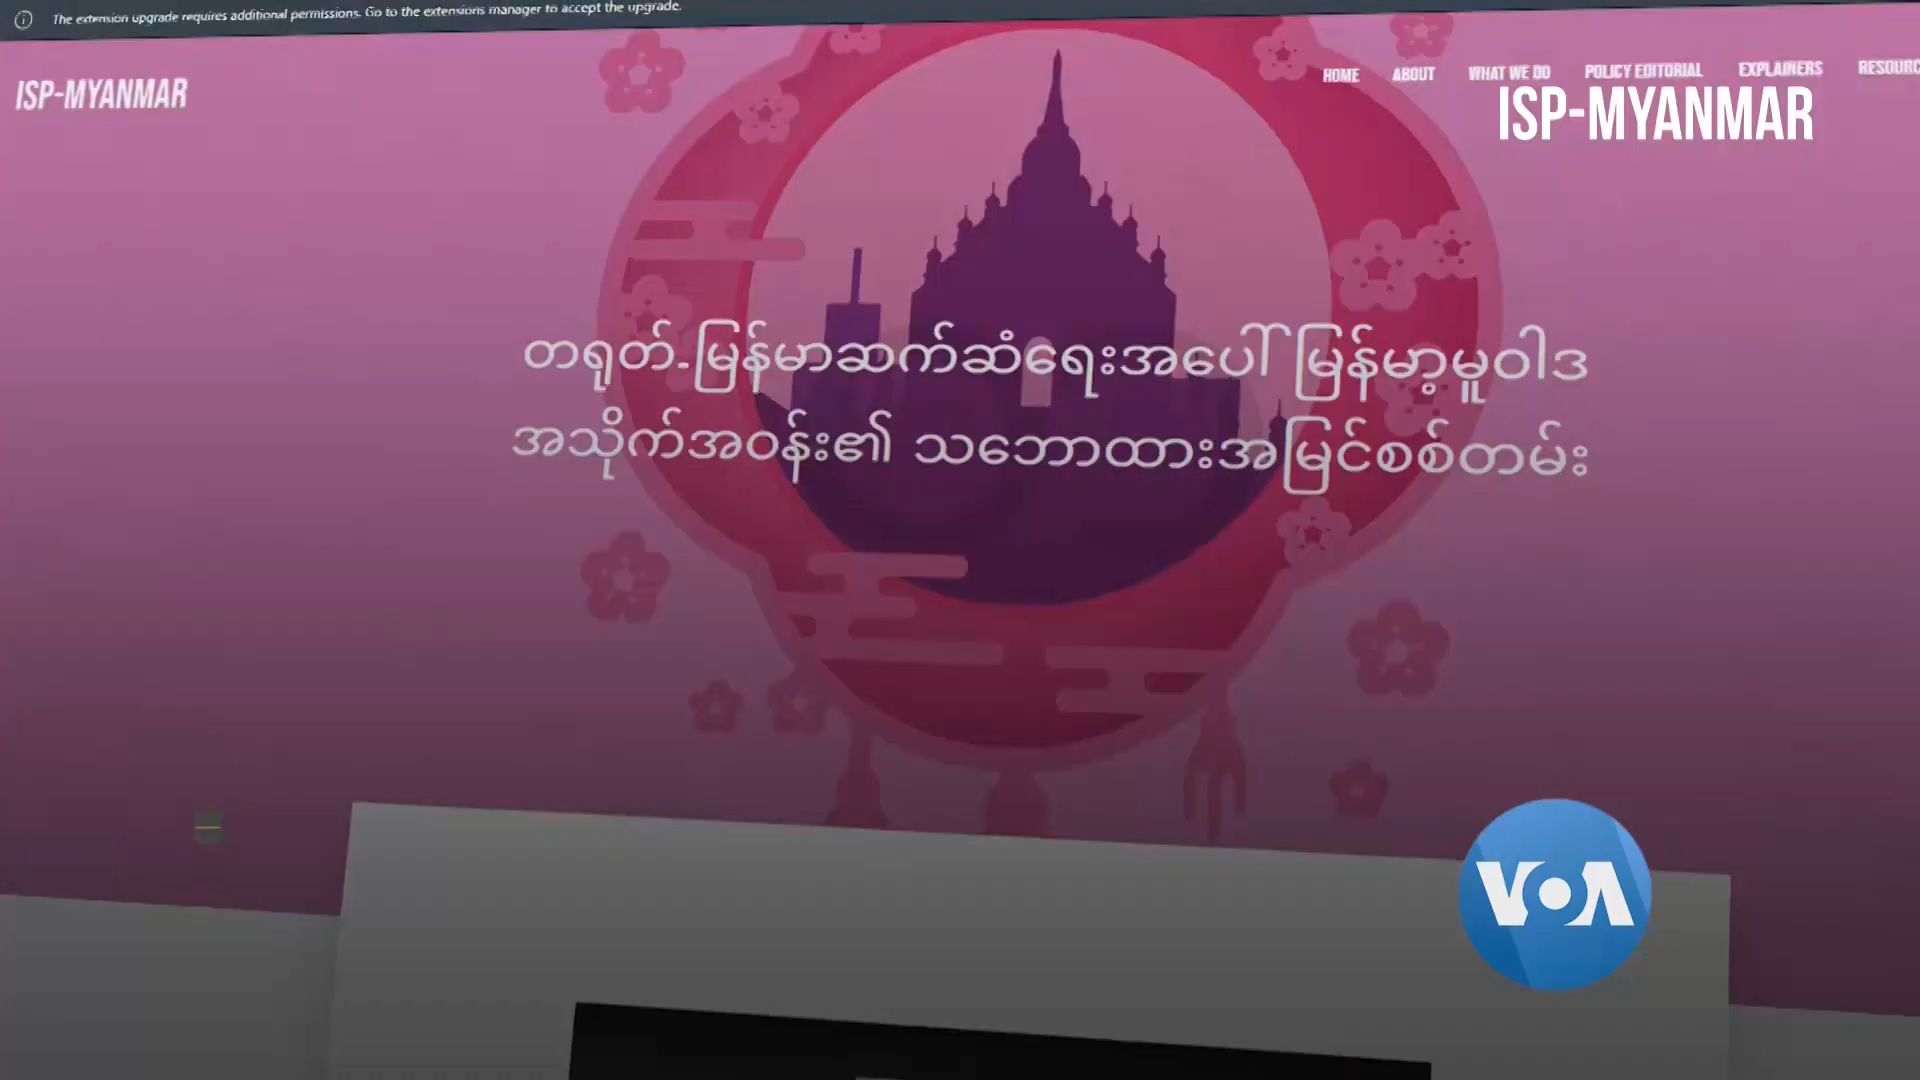 The extension upgrade requires additional permissions. Go to the extensions manager to accept the upgrade.
ISP-MYANMAR
HOME ABOUT WHAT WE DO POLICY EDITORIAL EXPLAINERS
ISP-MYANMAR
တရုတ်-မြန်မာဆက်ဆံရေးအပေါ် မြန်မာ့မူဝါဒ
အသိုက်အဝန်း၏ သဘောထားအမြင်စစ်တမ်း
VOA